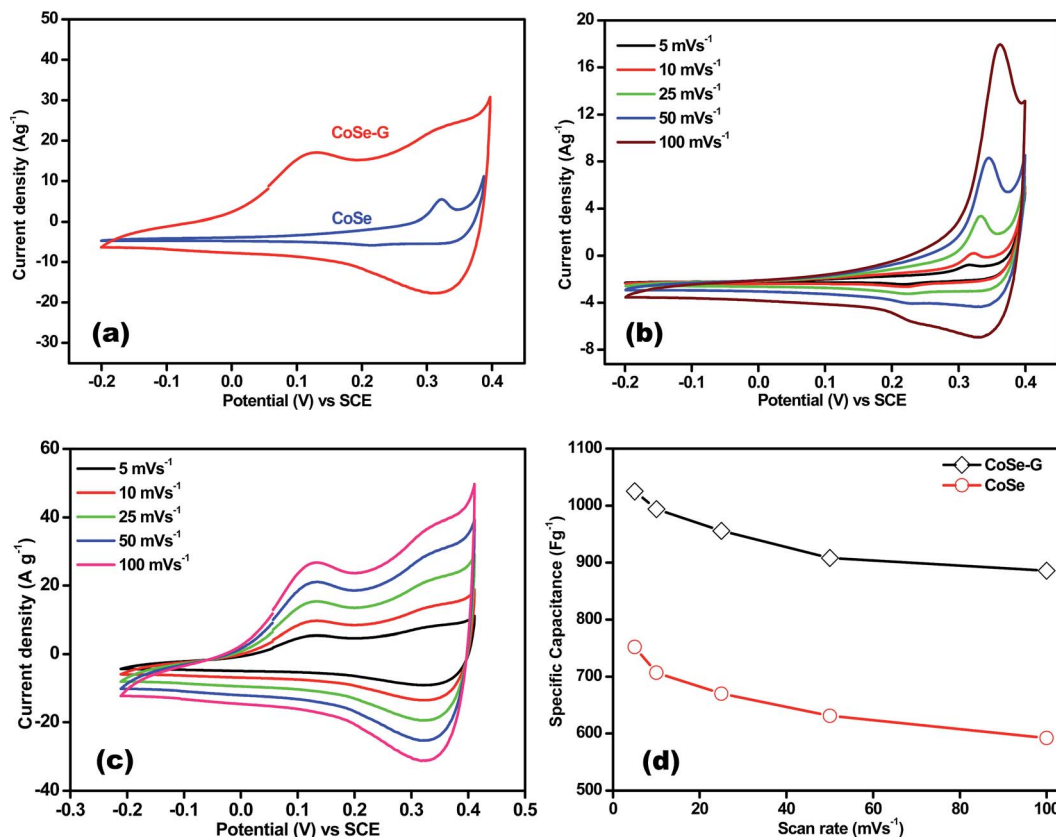 50
40
30
20
10
0
-10
-20
-30
Current density (Ag⁻¹)
CoSe-G
CoSe
(a)
-0.2 -0.1 0.0 0.1 0.2 0.3 0.4
Potential (V) vs SCE
20
16
12
8
4
0
-4
-8
Current density (Ag⁻¹)
5 mVs⁻¹
10 mVs⁻¹
25 mVs⁻¹
50 mVs⁻¹
100 mVs⁻¹
(b)
-0.2 -0.1 0.0 0.1 0.2 0.3 0.4
Potential (V) vs SCE
60
40
20
0
-20
-40
Current density (A g⁻¹)
5 mVs⁻¹
10 mVs⁻¹
25 mVs⁻¹
50 mVs⁻¹
100 mVs⁻¹
(c)
-0.3 -0.2 -0.1 0.0 0.1 0.2 0.3 0.4 0.5
Potential (V) vs SCE
1100
1000
900
800
700
600
500
Specific Capacitance (Fg⁻¹)
CoSe-G
CoSe
(d)
0 20 40 60 80 100
Scan rate (mVs⁻¹)